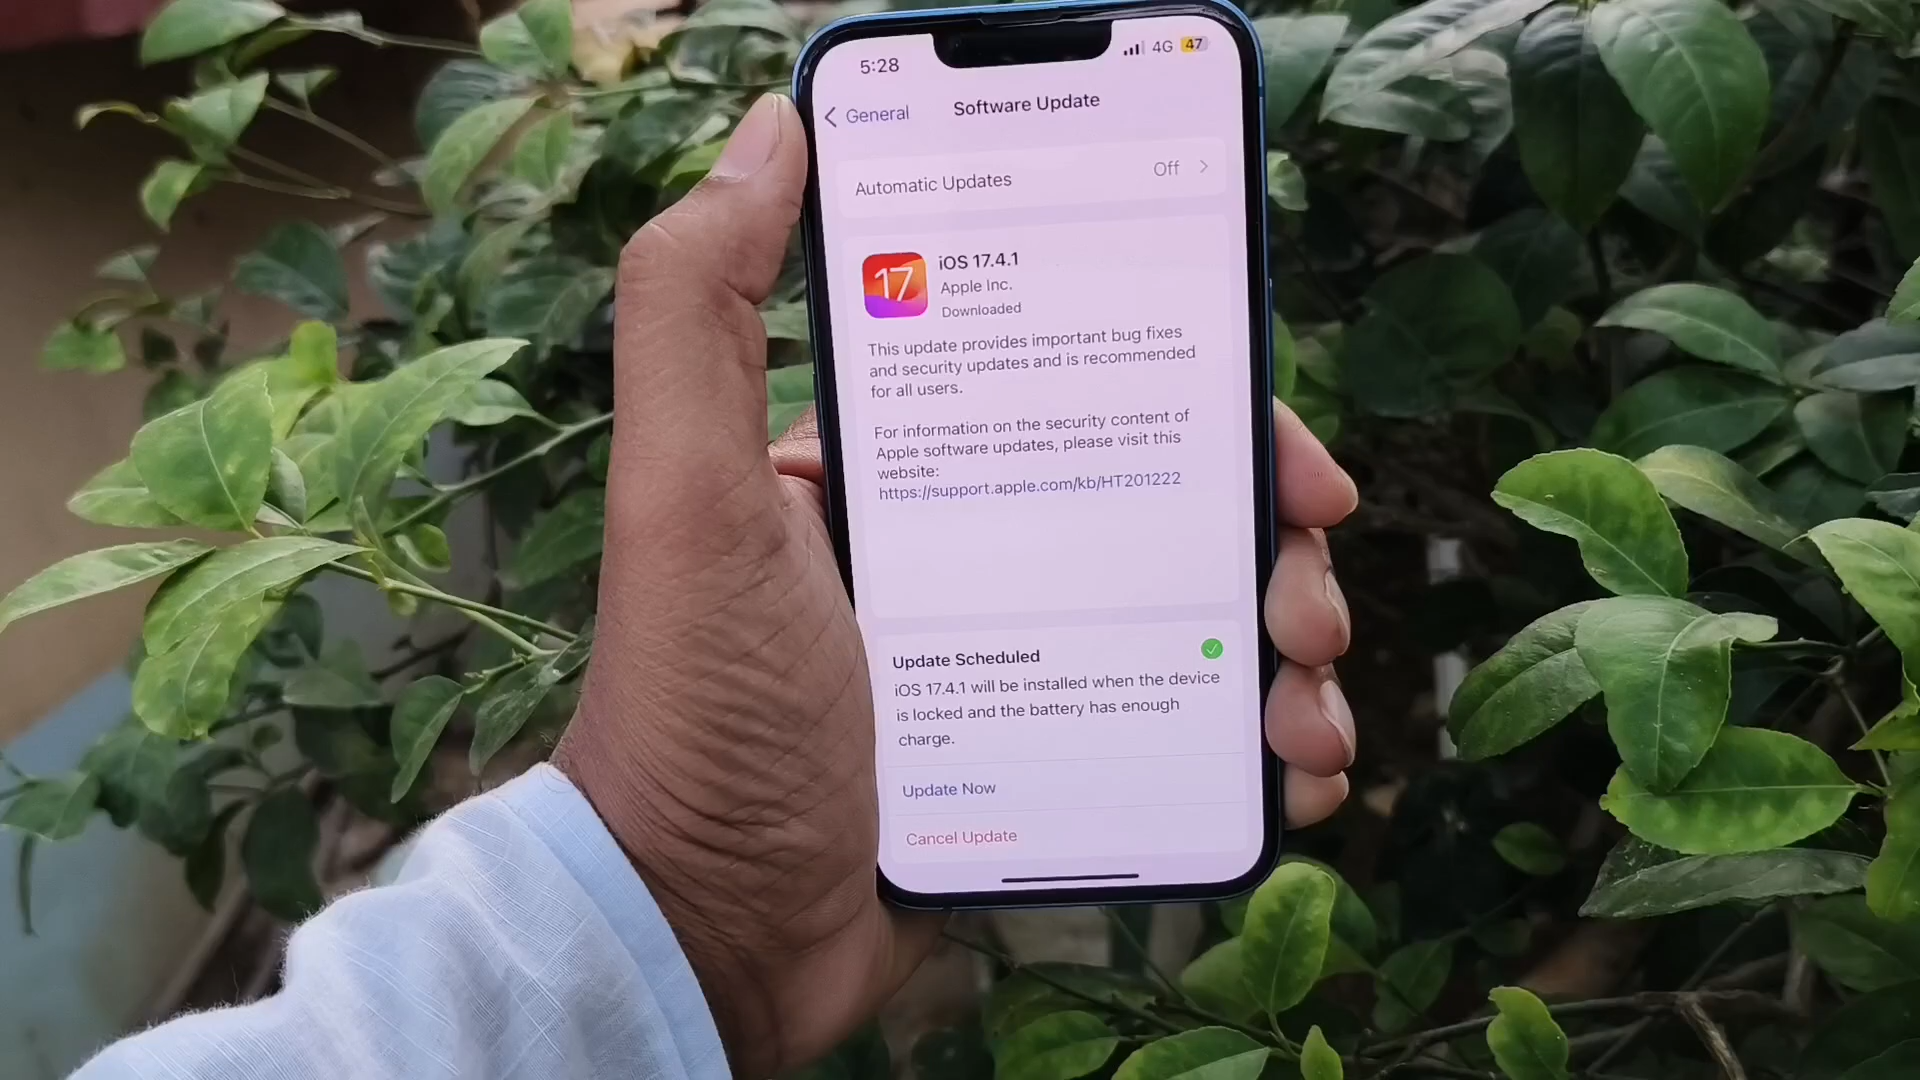 5:28
4G 47
General
Software Update
Automatic Updates
Off
17
iOS 17.4.1
Apple Inc.
Downloaded
This update provides important bug fixes
and security updates and is recommended
for all users.
For information on the security content of
Apple software updates, please visit this
website:
https://support.apple.com/kb/HT201222
Update Scheduled
iOS 17.4.1 will be installed when the device
is locked and the battery has enough
charge.
Update Now
Cancel Update